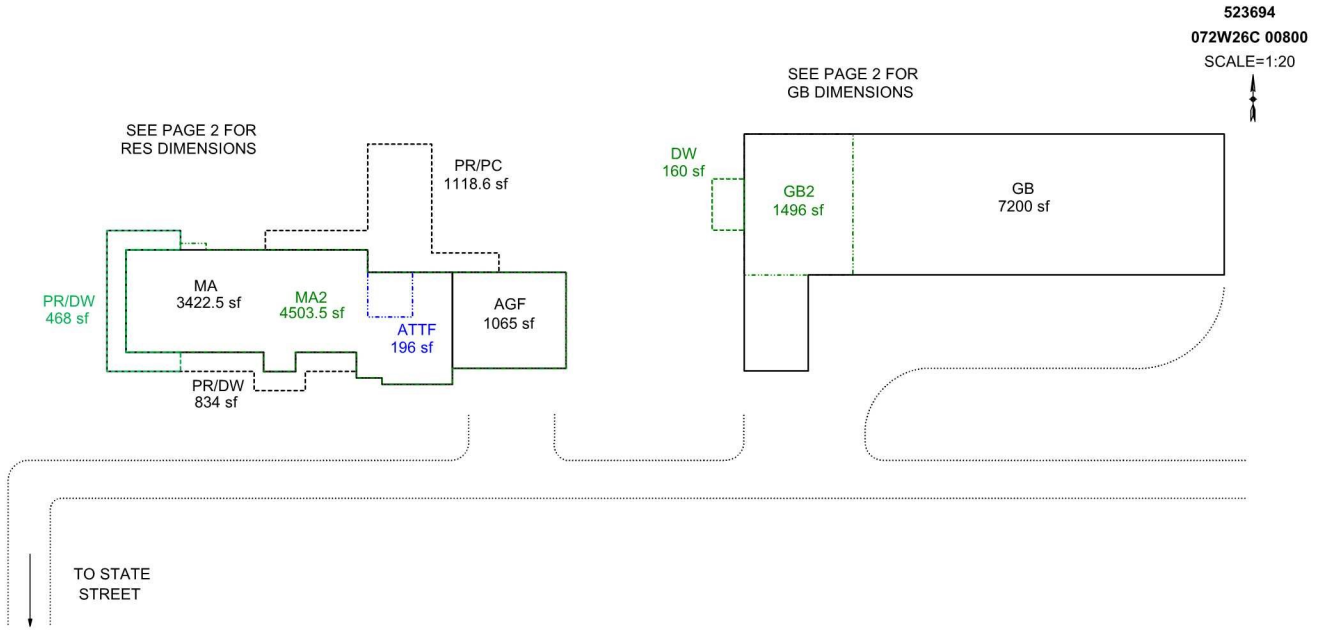 523694
072W26C 00800
SCALE=1:20
SEE PAGE 2 FOR
GB DIMENSIONS
SEE PAGE 2 FOR
RES DIMENSIONS
PR/PC
1118.6 sf
DW
160 sf
GB2
1496 sf
GB
7200 sf
MA
3422.5 sf
MA2
4503.5 sf
PR/DW
468 sf
ATTF
196 sf
AGF
1065 sf
PR/DW
834 sf
TO STATE
STREET